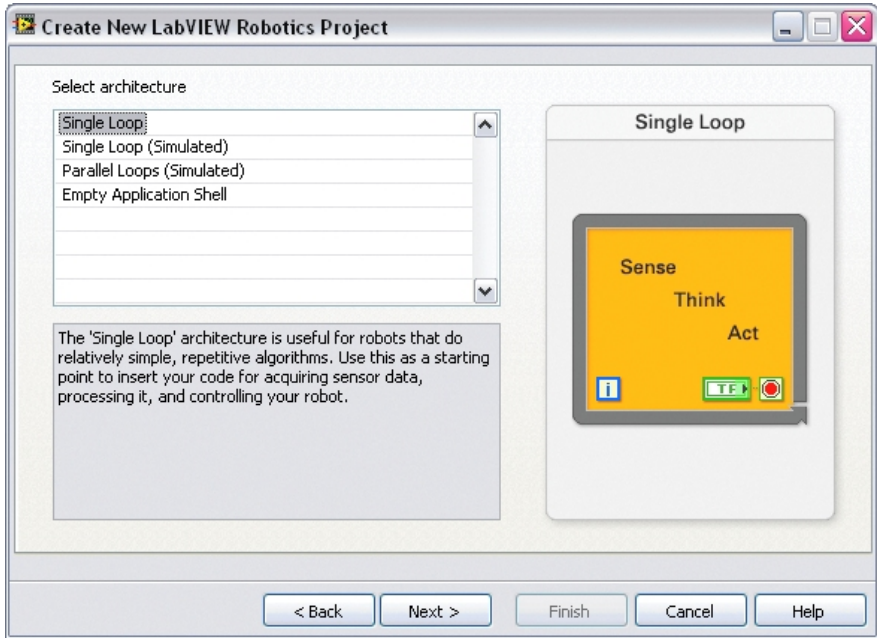 Create New LabVIEW Robotics Project
Select architecture
Single Loop
Single Loop (Simulated)
Parallel Loops (Simulated)
Empty Application Shell
The 'Single Loop' architecture is useful for robots that do
relatively simple, repetitive algorithms. Use this as a starting
point to insert your code for acquiring sensor data,
processing it, and controlling your robot.
Single Loop
Sense
Think
Act
i
TF
< Back
Next >
Finish
Cancel
Help